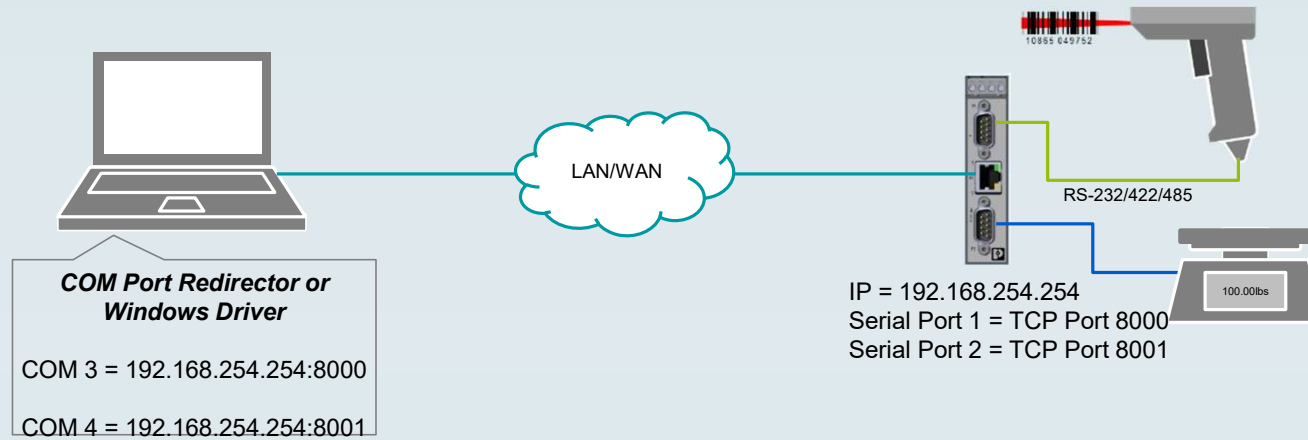 10865 049752
LAN/WAN
RS-232/422/485
COM Port Redirector or
Windows Driver
COM 3 = 192.168.254.254:8000
COM 4 = 192.168.254.254:8001
IP = 192.168.254.254
Serial Port 1 = TCP Port 8000
Serial Port 2 = TCP Port 8001
100.00lbs